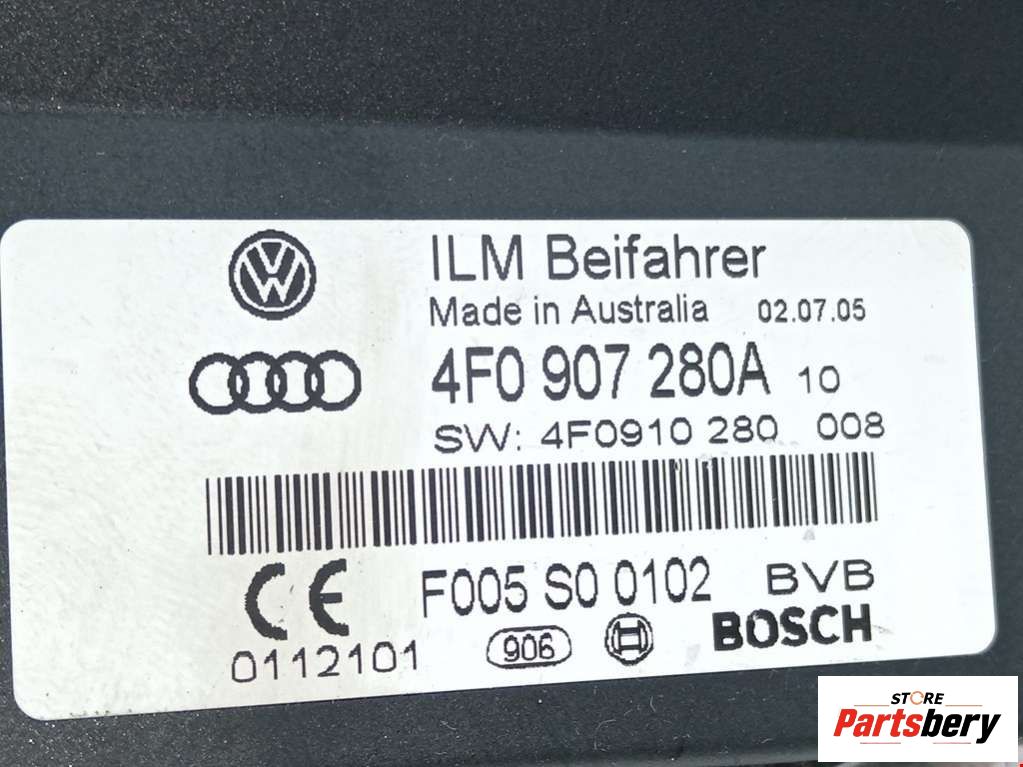 ILM Beifahrer
Made in Australia 02.07.05
4F0 907 280A 10
SW: 4F0910 280 008
CE F005 S0 0102 BVB
0112101 906 BOSCH
STORE
Partsbery